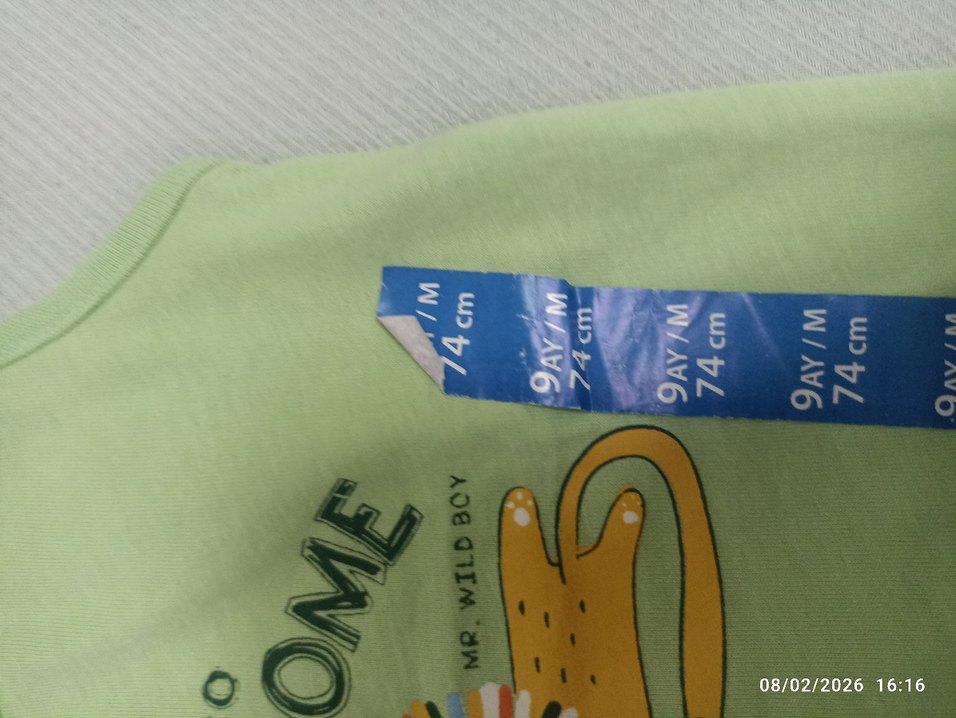 / M
74 cm
9AY / M
74 cm
9AY / M
74 cm
9AY / M
74 cm
9AY / M
OME
MR. WILD BOY
08/02/2026 16:16